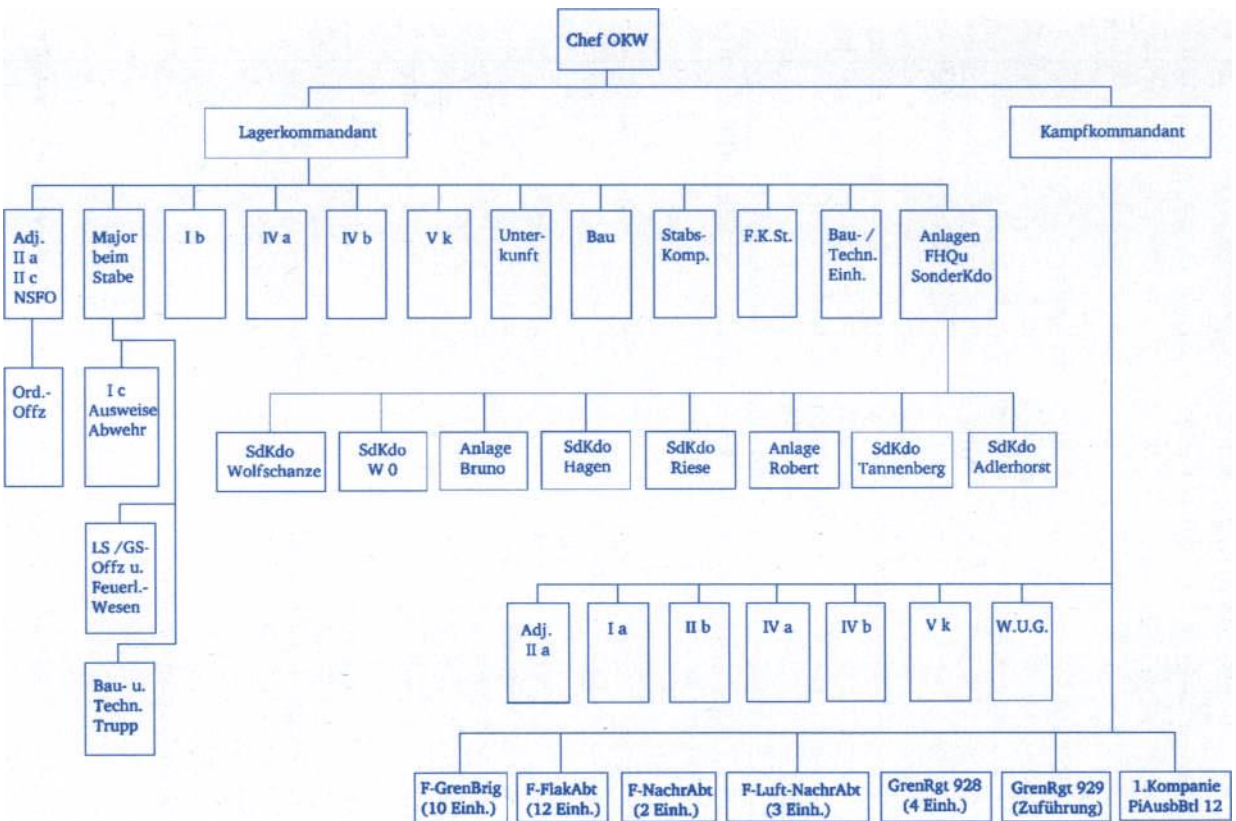 Chef OKW
Lagerkommandant
Kampfkommandant
Adj.
II a
II c
NSFO
Major
beim
Stabe
I b
IV a
IV b
V k
Unter-
kunft
Bau
Stabs-
Komp.
F.K.St.
Bau- /
Techn.
Einh.
Anlagen
FHQu
SonderKdo
Ord.-
Offz
I c
Ausweise
Abwehr
SdKdo
Wolfschanze
SdKdo
W 0
Anlage
Bruno
SdKdo
Hagen
SdKdo
Riese
Anlage
Robert
SdKdo
Tannenberg
SdKdo
Adlerhorst
LS /GS-
Offz u.
Feuerl.-
Wesen
Bau- u.
Techn.
Trupp
Adj.
II a
I a
II b
IV a
IV b
V k
W.U.G.
F-GrenBrig
(10 Einh.)
F-FlakAbt
(12 Einh.)
F-NachrAbt
(2 Einh.)
F-Luft-NachrAbt
(3 Einh.)
GrenRgt 928
(4 Einh.)
GrenRgt 929
(Zuführung)
1.Kompanie
PiAusbBtl 12